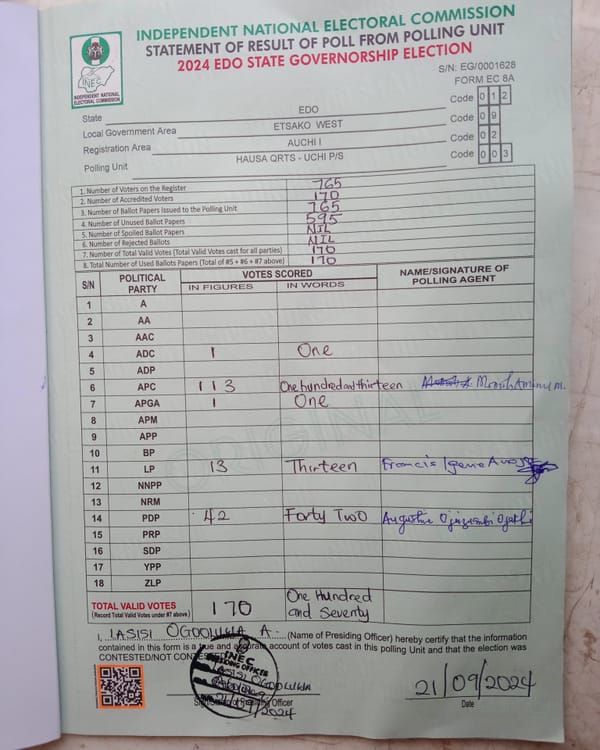 INDEPENDENT NATIONAL ELECTORAL COMMISSION
STATEMENT OF RESULT OF POLL FROM POLLING UNIT
2024 EDO STATE GOVERNORSHIP ELECTION
INEC
INDEPENDENT NATIONAL
ELECTORAL COMMISSION
S/N: EG/0001628
FORM EC 8A
State EDO Code 0 1 2
Local Government Area ETSAKO WEST Code 0 9
Registration Area AUCHI I Code 0 2
Polling Unit HAUSA QRTS - UCHI P/S Code 0 0 3
1. Number of Voters on the Register 765
2. Number of Accredited Voters 170
3. Number of Ballot Papers Issued to the Polling Unit 765
4. Number of Unused Ballot Papers 595
5. Number of Spoiled Ballot Papers NIL
6. Number of Rejected Ballots NIL
7. Number of Total Valid Votes (Total Valid Votes cast for all parties) 170
8. Total Number of Used Ballots Papers (Total of #5 + #6 + #7 above) 170
S/N POLITICAL PARTY VOTES SCORED NAME/SIGNATURE OF POLLING AGENT
IN FIGURES IN WORDS
1 A
2 AA
3 AAC
4 ADC 1 One
5 ADP
6 APC 113 One hundred and thirteen
7 APGA 1 One
8 APM
9 APP
10 BP
11 LP 13 Thirteen Francis
12 NNPP
13 NRM
14 PDP 42 Forty Two Augustine
15 PRP
16 SDP
17 YPP
18 ZLP
ORIGINAL
TOTAL VALID VOTES 170 One Hundred and Seventy
(Record Total Valid Votes under #7 above)
I, LASISI OGOOLUWA A. (Name of Presiding Officer) hereby certify that the information
contained in this form is a true and accurate account of votes cast in this polling Unit and that the election was
CONTESTED/NOT CONTESTED
INEC
PRESIDING OFFICER
LASISI OGOOLUWA
21/09/2024
Signature of Presiding Officer
21/09/2024
Date